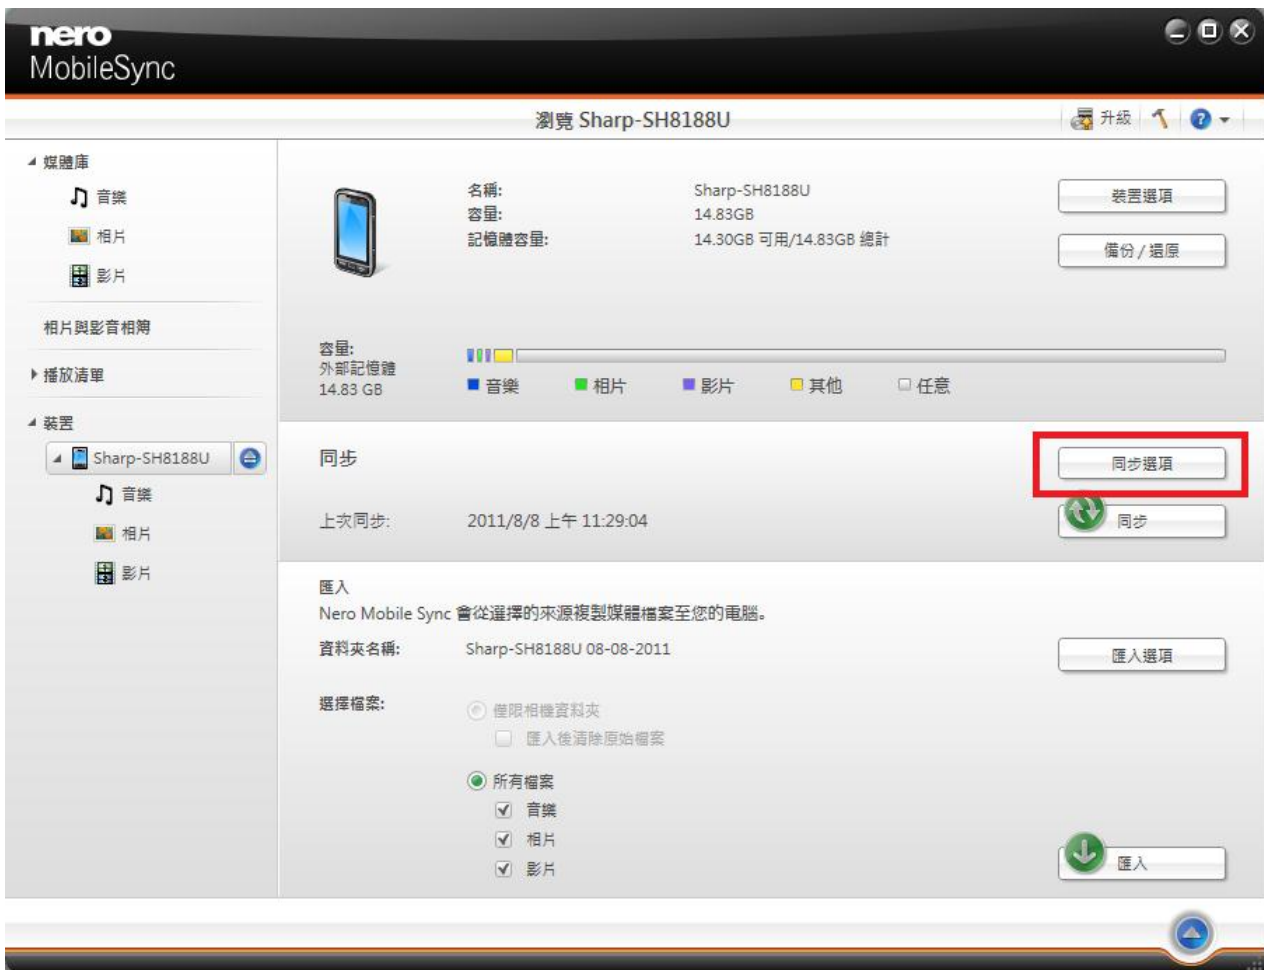 nero
MobileSync
瀏覽 Sharp-SH8188U
升級
媒體庫
音樂
相片
影片
相片與影音相簿
播放清單
裝置
Sharp-SH8188U
音樂
相片
影片
名稱: Sharp-SH8188U
容量: 14.83GB
記憶體容量: 14.30GB 可用/14.83GB 總計
裝置選項
備份 / 還原
容量:
外部記憶體
14.83 GB
音樂 相片 影片 其他 任意
同步
同步選項
上次同步: 2011/8/8 上午 11:29:04
同步
匯入
Nero Mobile Sync 會從選擇的來源複製媒體檔案至您的電腦。
資料夾名稱: Sharp-SH8188U 08-08-2011
匯入選項
選擇檔案:
僅限相機資料夾
匯入後清除原始檔案
所有檔案
音樂
相片
影片
匯入